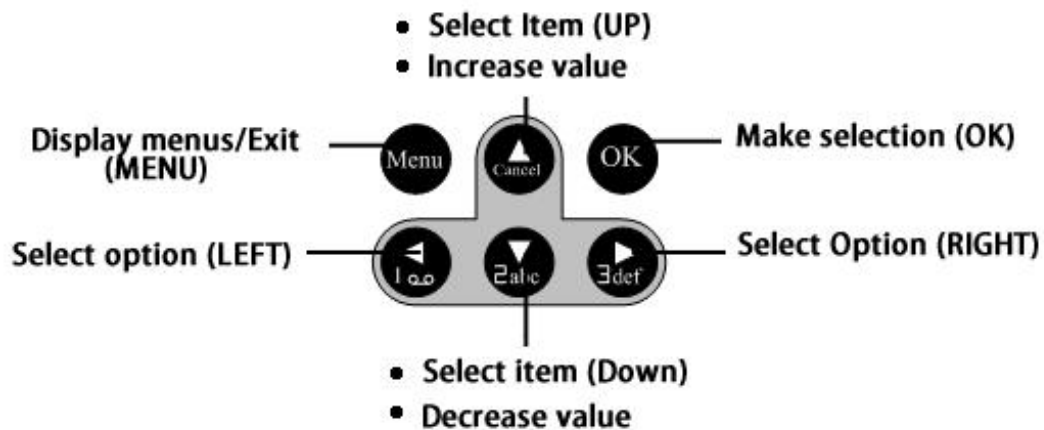 • Select Item (UP)
• Increase value
Display menus/Exit
(MENU)
Menu
Cancel
OK
Make selection (OK)
Select option (LEFT)
1
2abc
3def
Select Option (RIGHT)
• Select item (Down)
• Decrease value